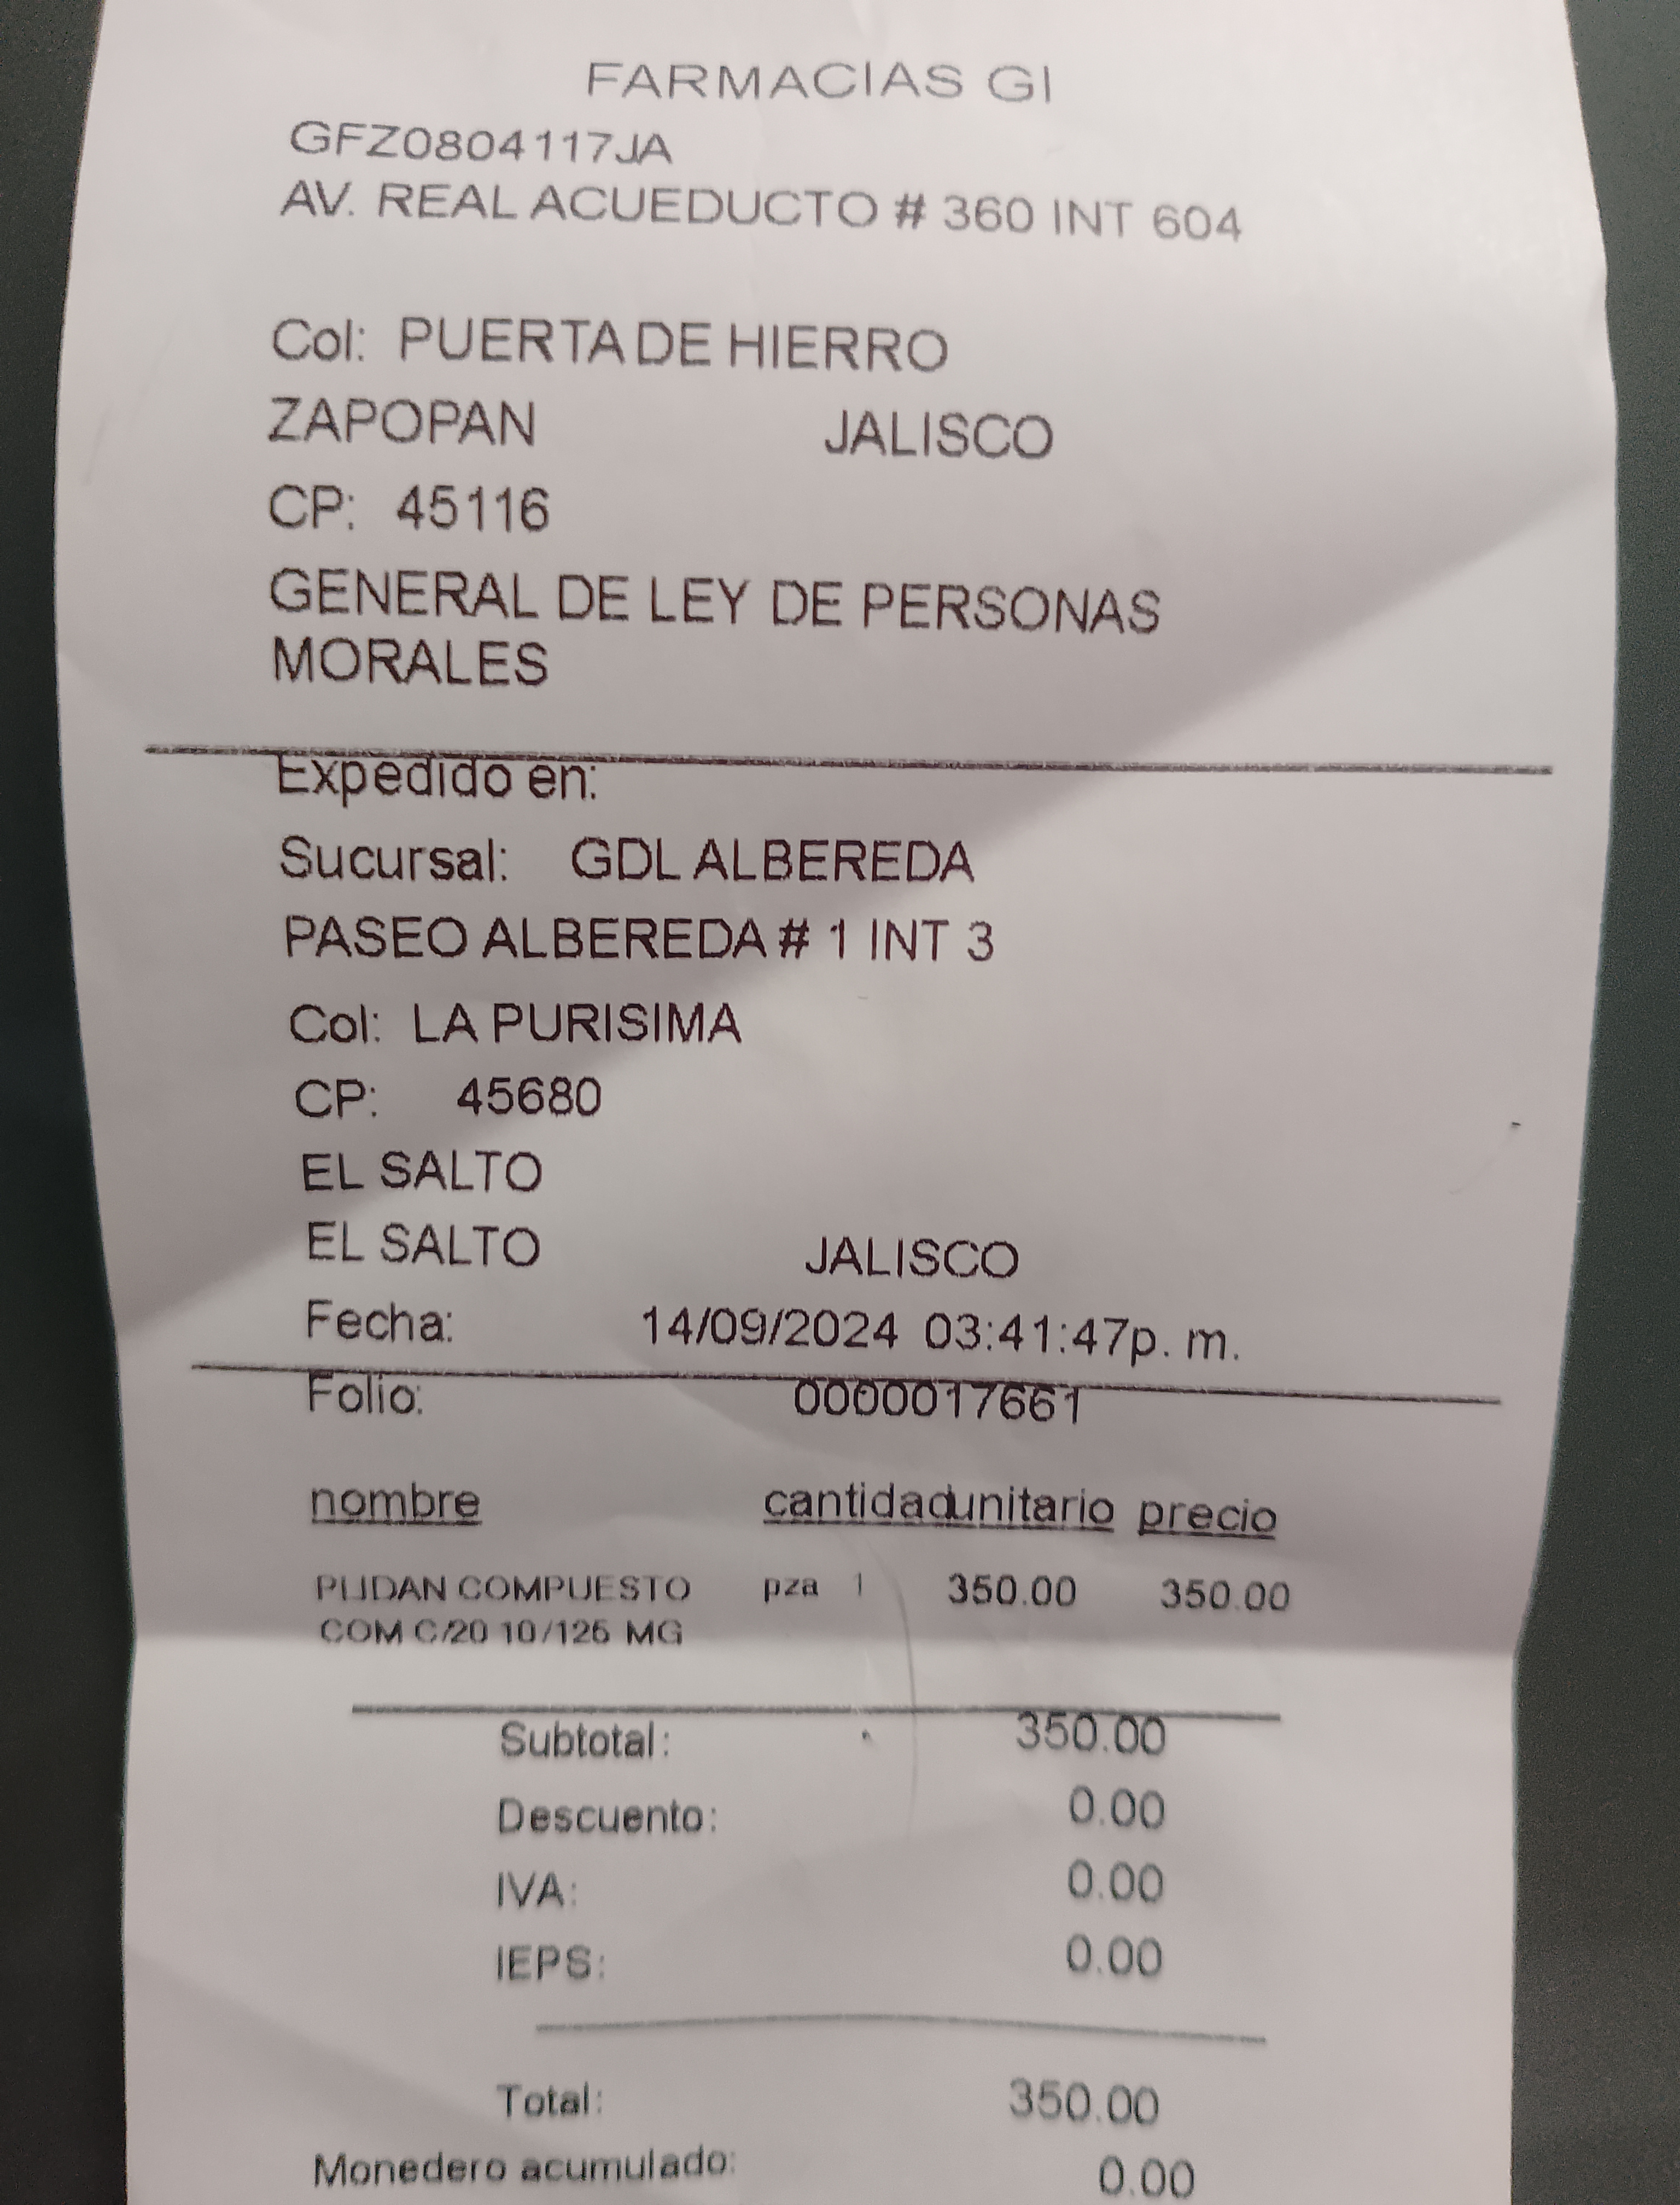 FARMACIAS GI
GFZ0804117JA
AV. REAL ACUEDUCTO # 360 INT 604
Col: PUERTA DE HIERRO
ZAPOPAN JALISCO
CP: 45116
GENERAL DE LEY DE PERSONAS
MORALES
Expedido en:
Sucursal: GDL ALBEREDA
PASEO ALBEREDA # 1 INT 3
Col: LA PURISIMA
CP: 45680
EL SALTO
EL SALTO JALISCO
Fecha: 14/09/2024 03:41:47p. m.
Folio: 0000017661
nombre cantidad unitario precio
PLIDAN COMPUESTO pza 1 350.00 350.00
COM C/20 10/125 MG
Subtotal: 350.00
Descuento: 0.00
IVA: 0.00
IEPS: 0.00
Total: 350.00
Monedero acumulado: 0.00